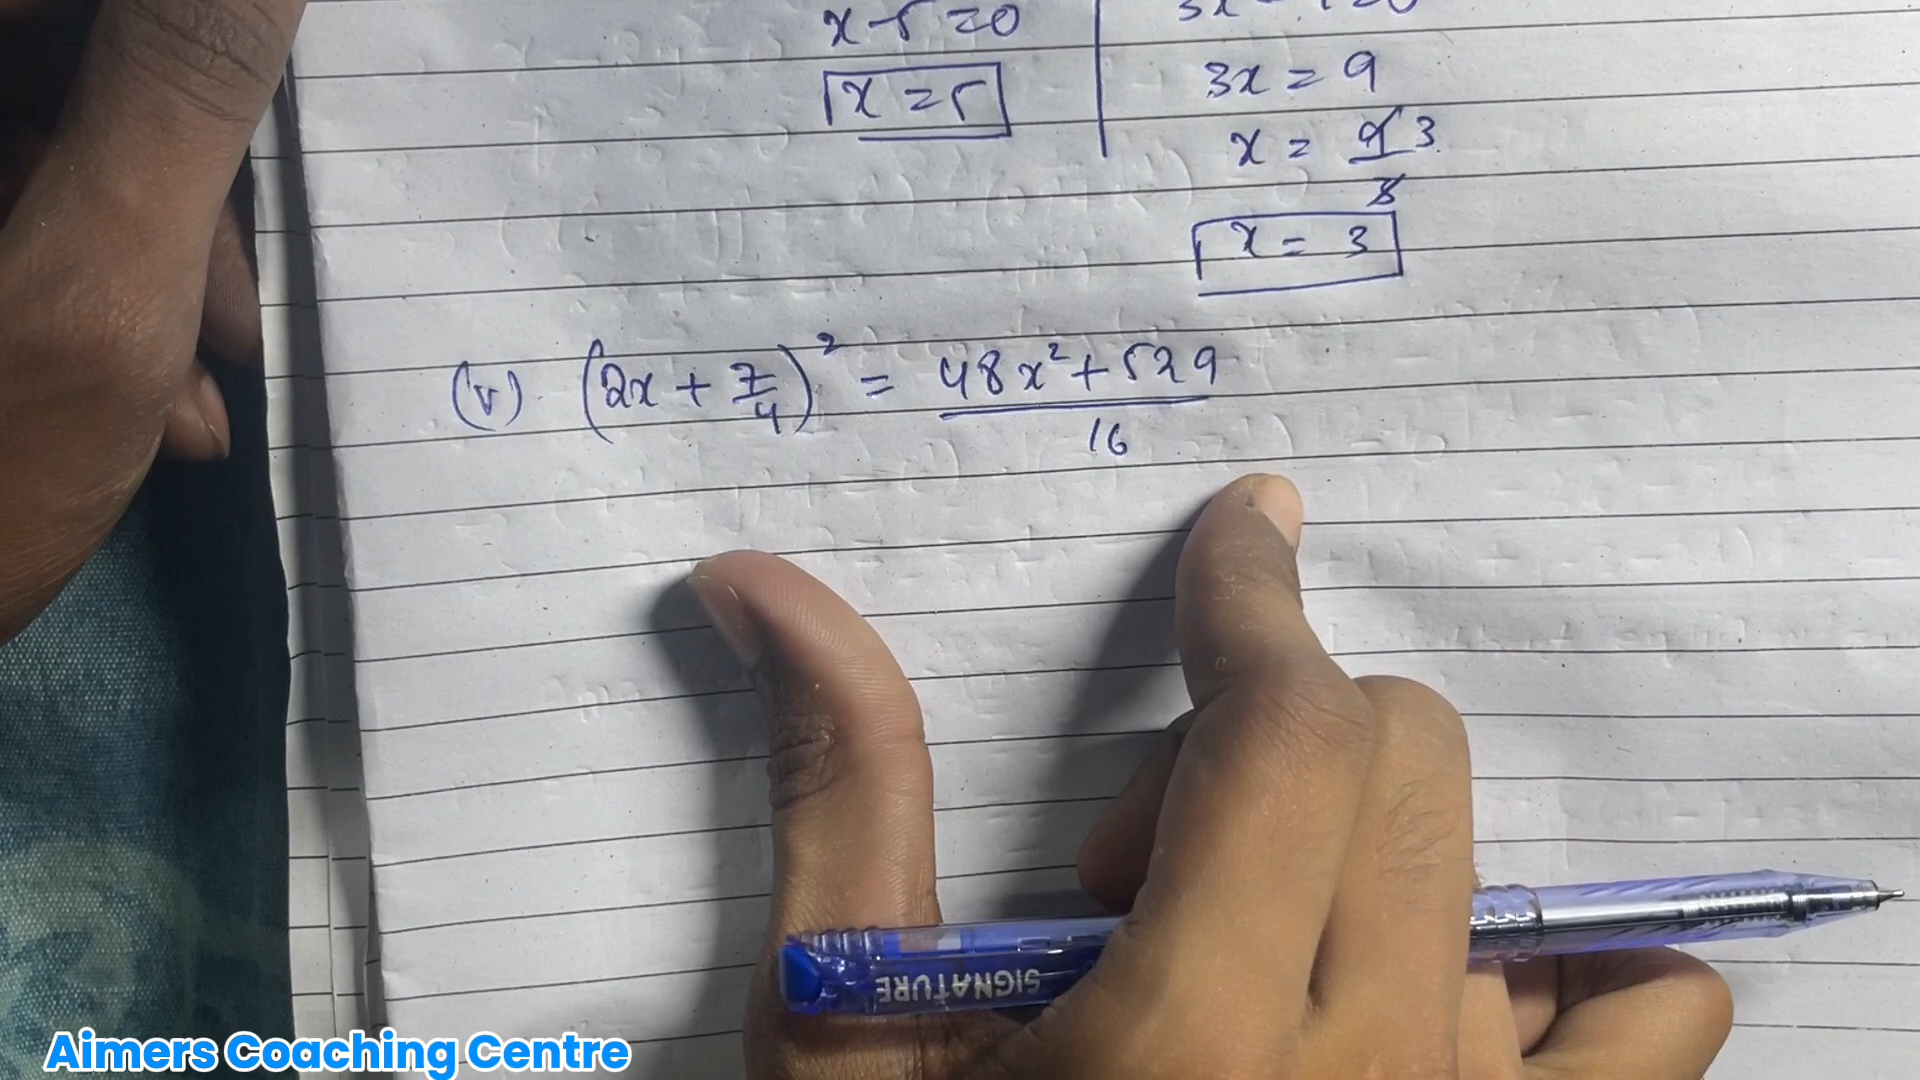 x-5=0
3x = 9
x = 5
x = 9 3
3
x = 3
(v) (2x + 7/4)² = 48x²+529
16
SIGNATURE
Aimers Coaching Centre